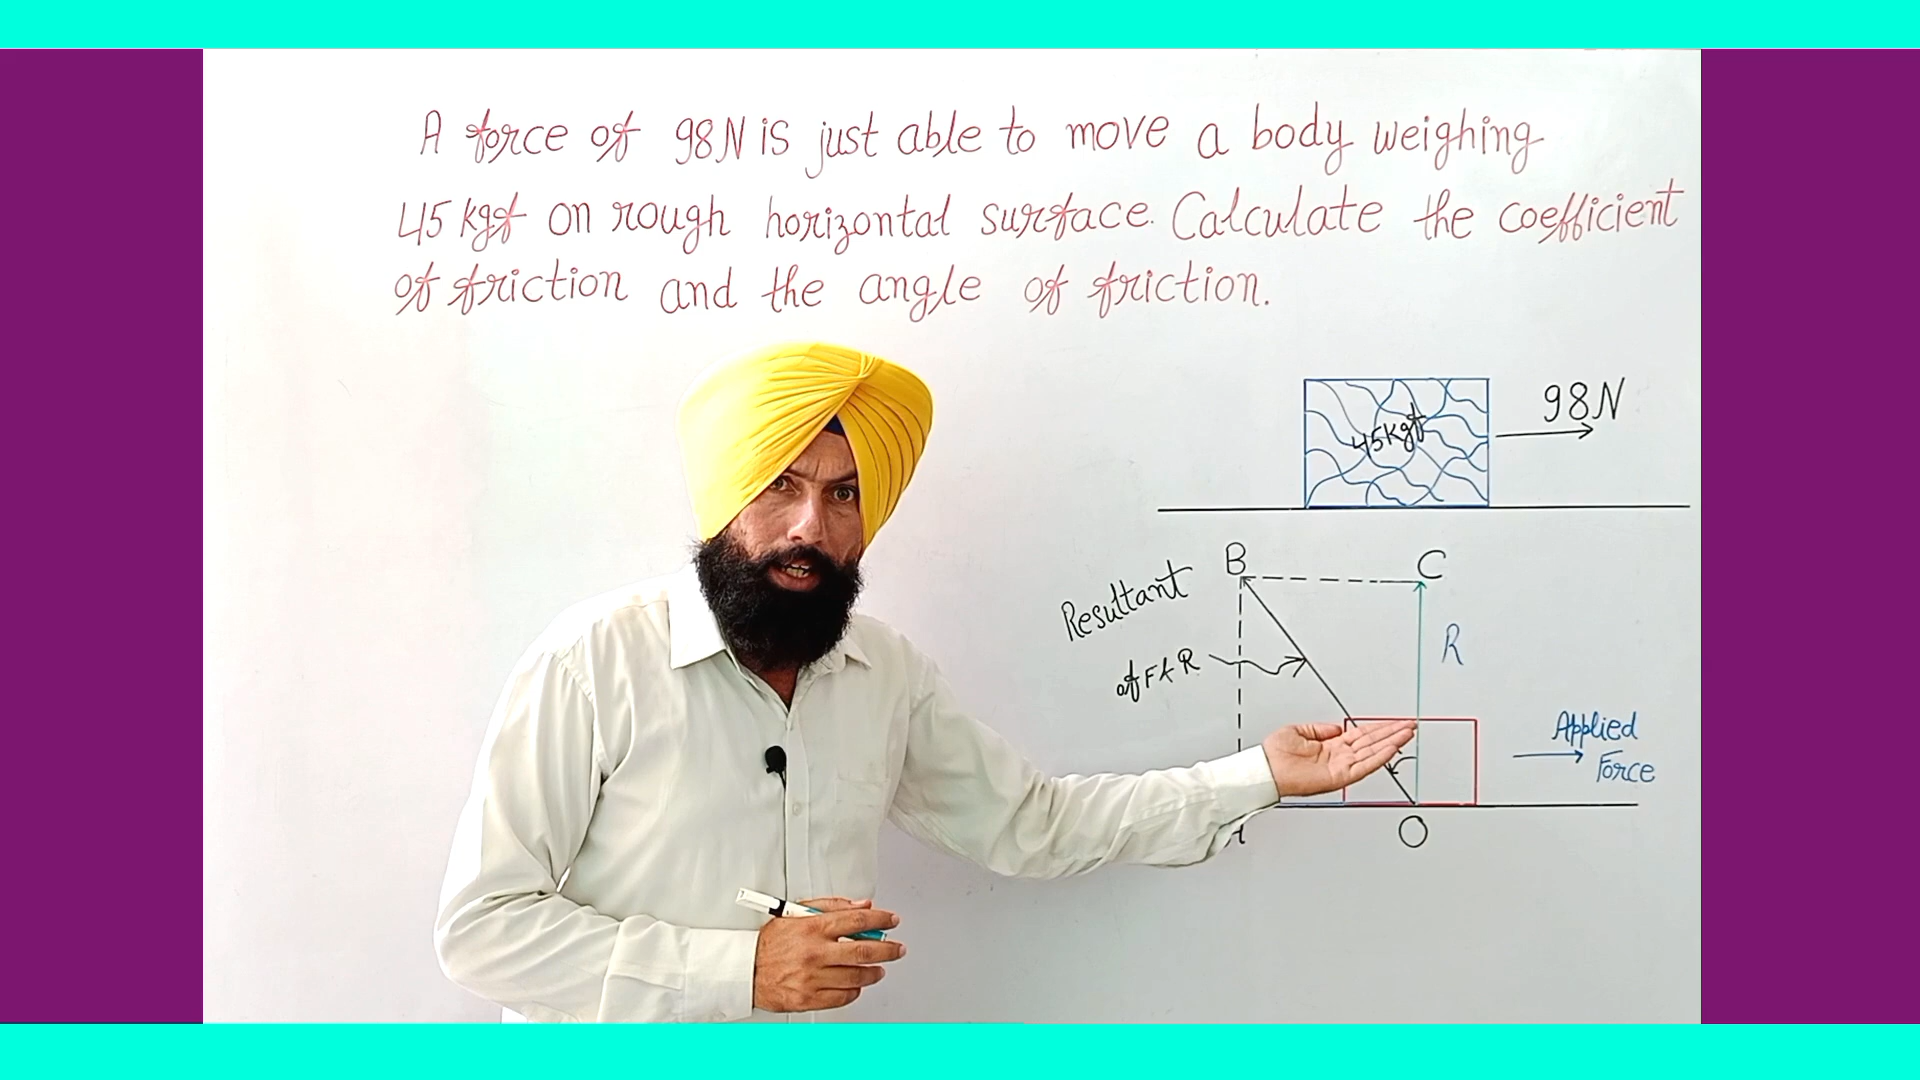 A force of 98N is just able to move a body weighing
45 kgf on rough horizontal surface. Calculate the coefficient
of friction and the angle of friction.
98N
45kgf
B
C
Resultant
of F & R
R
Applied
Force
O